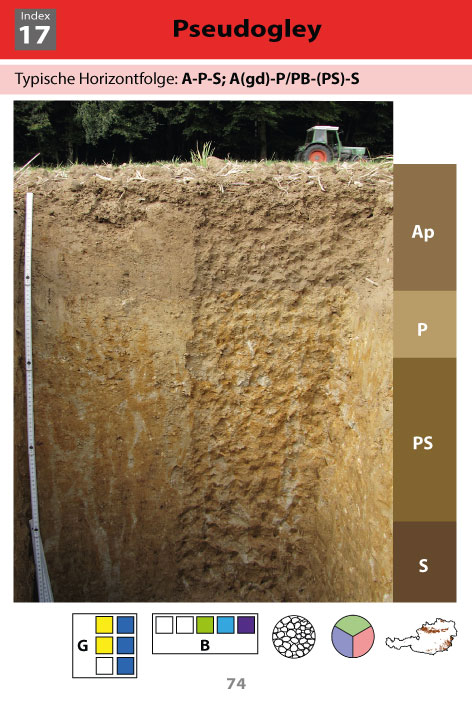 Index
17
Pseudogley
Typische Horizontfolge: A-P-S; A(gd)-P/PB-(PS)-S
Ap
P
PS
S
G
B
74